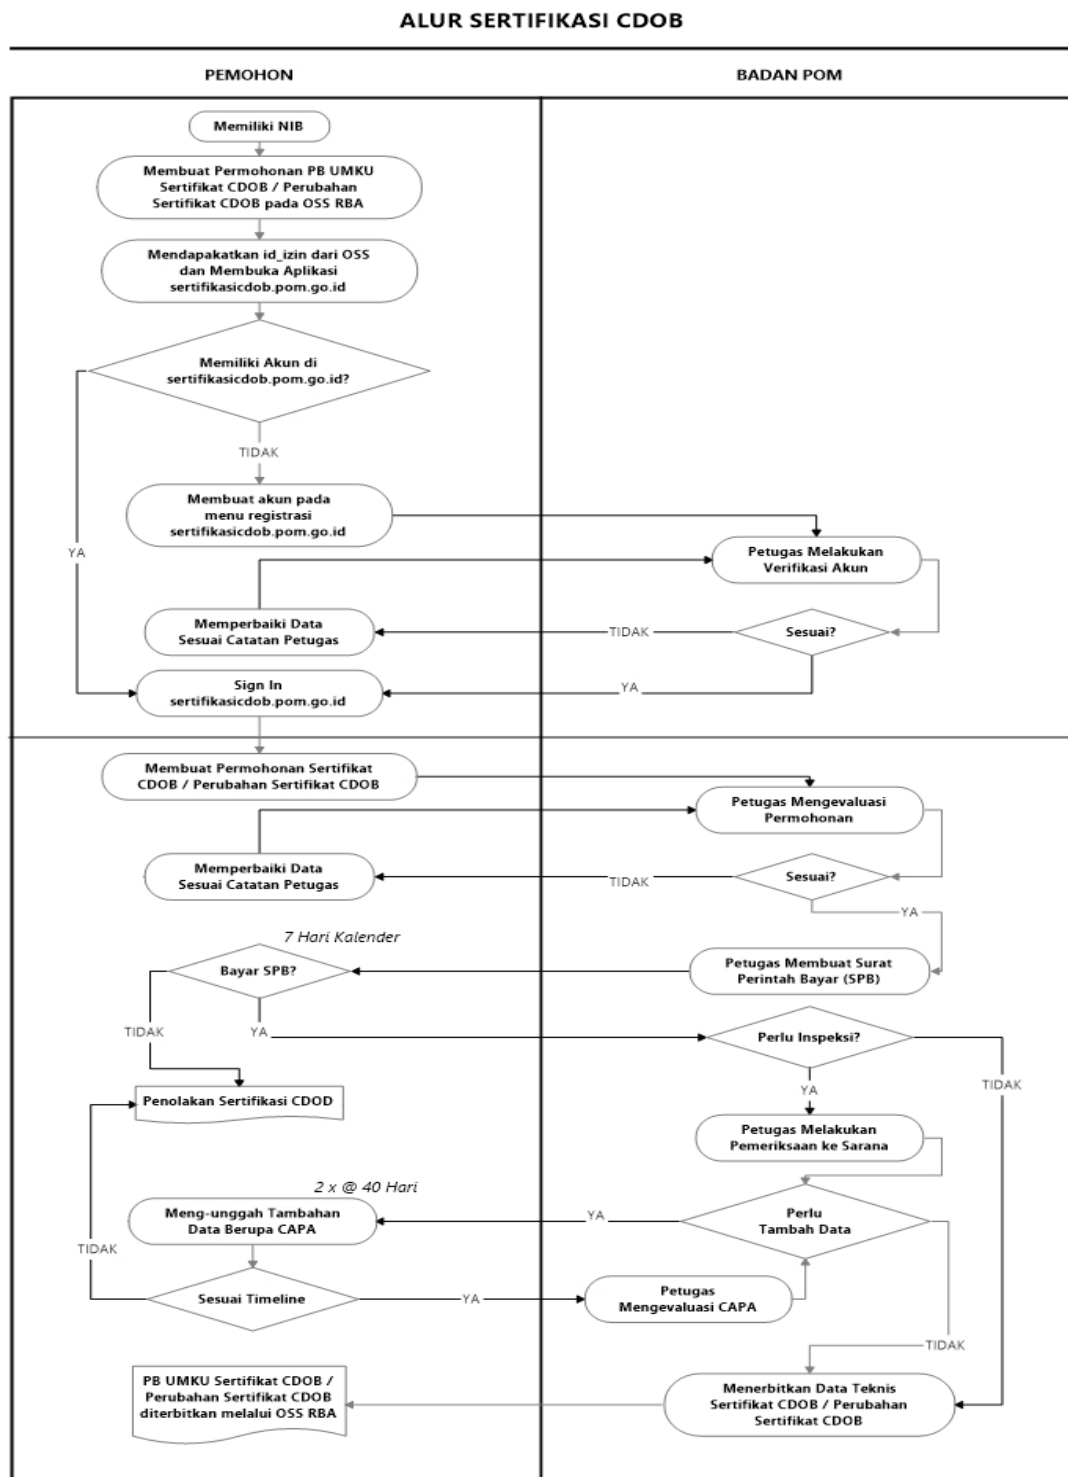 ALUR SERTIFIKASI CDOB
PEMOHON
BADAN POM
Memiliki NIB
Membuat Permohonan PB UMKU
Sertifikat CDOB / Perubahan
Sertifikat CDOB pada OSS RBA
Mendapakatkan id_izin dari OSS
dan Membuka Aplikasi
sertifikasicdob.pom.go.id
Memiliki Akun di
sertifikasicdob.pom.go.id?
TIDAK
Membuat akun pada
menu registrasi
sertifikasicdob.pom.go.id
YA
Petugas Melakukan
Verifikasi Akun
Memperbaiki Data
Sesuai Catatan Petugas
TIDAK
Sesuai?
Sign In
sertifikasicdob.pom.go.id
YA
Membuat Permohonan Sertifikat
CDOB / Perubahan Sertifikat CDOB
Petugas Mengevaluasi
Permohonan
Memperbaiki Data
Sesuai Catatan Petugas
TIDAK
Sesuai?
YA
7 Hari Kalender
Bayar SPB?
Petugas Membuat Surat
Perintah Bayar (SPB)
TIDAK
YA
Perlu Inspeksi?
TIDAK
YA
Penolakan Sertifikasi CDOD
Petugas Melakukan
Pemeriksaan ke Sarana
2 x @ 40 Hari
Meng-unggah Tambahan
Data Berupa CAPA
YA
Perlu
Tambah Data
TIDAK
Sesuai Timeline
YA
Petugas
Mengevaluasi CAPA
TIDAK
PB UMKU Sertifikat CDOB /
Perubahan Sertifikat CDOB
diterbitkan melalui OSS RBA
Menerbitkan Data Teknis
Sertifikat CDOB / Perubahan
Sertifikat CDOB